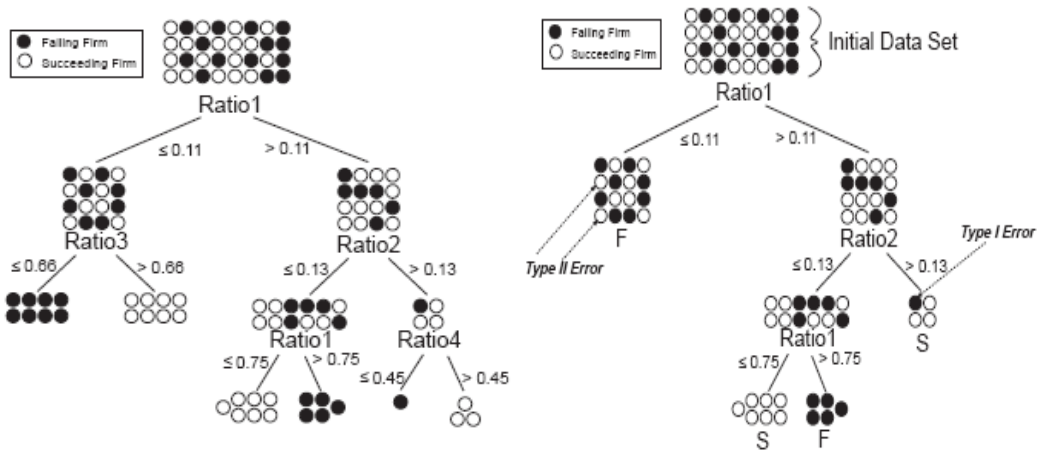 Failing Firm
Succeeding Firm
Ratio1
≤ 0.11
> 0.11
Ratio3
Ratio2
≤ 0.66
> 0.66
≤ 0.13
> 0.13
Ratio1
Ratio4
≤ 0.75
> 0.75
≤ 0.45
> 0.45
Failing Firm
Succeeding Firm
Initial Data Set
Ratio1
≤ 0.11
> 0.11
F
Ratio2
Type I Error
Type II Error
≤ 0.13
> 0.13
Ratio1
S
≤ 0.75
> 0.75
S
F